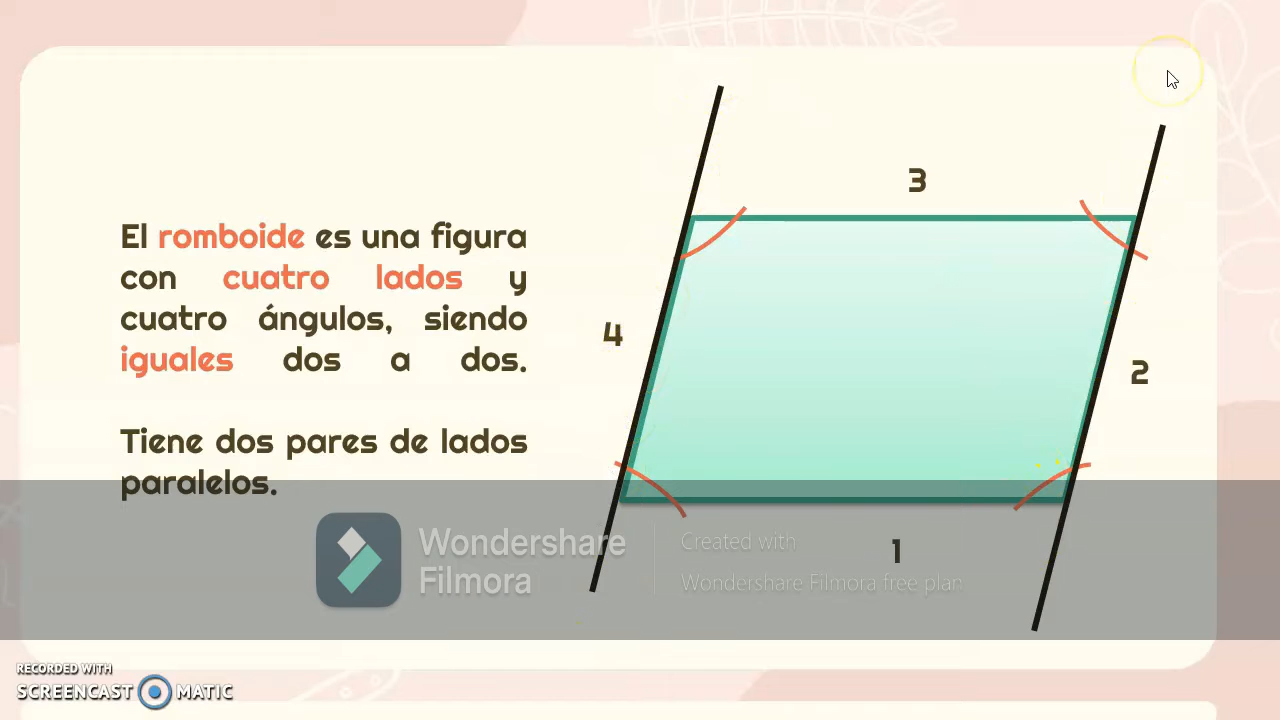 3
El romboide es una figura
con cuatro lados y
cuatro ángulos, siendo
iguales dos a dos.
4
2
Tiene dos pares de lados
paralelos.
1
Wondershare
Filmora
Created with
Wondershare Filmora free plan
RECORDED WITH
SCREENCAST MATIC